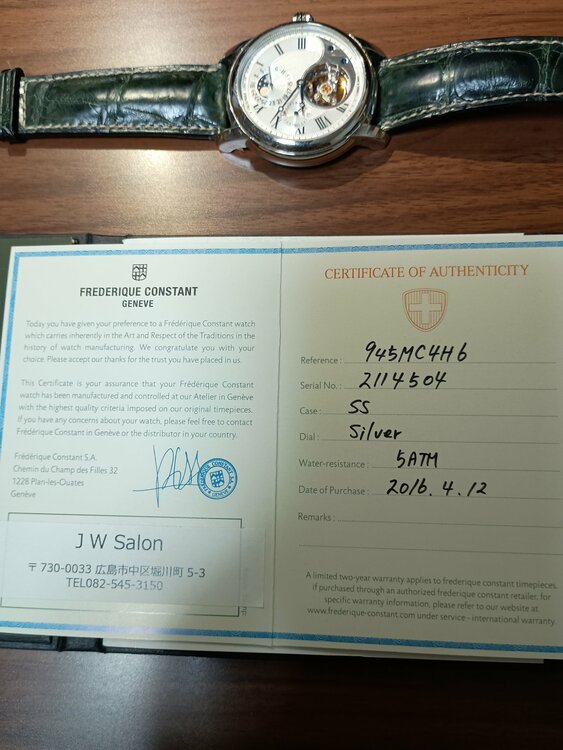 FREDERIQUE CONSTANT
GENEVE
Today you have given your preference to a Frédérique Constant watch
which carries inherently in the Art and Respect of the Traditions in the
history of watch manufacturing. We congratulate you with your
choice. Please accept our thanks for the trust you have placed in us.
This Certificate is your assurance that your Frédérique Constant
watch has been manufactured and controlled at our Atelier in Genève
with the highest quality criteria imposed on our original timepieces.
If you have any concerns about your watch, please feel free to contact
Frédérique Constant in Genève or the distributor in your country.
Frédérique Constant S.A.
Chemin du Champ des Filles 32
1228 Plan-les-Ouates
Genève
J W Salon
〒730-0033 広島市中区堀川町 5-3
TEL082-545-3150
CERTIFICATE OF AUTHENTICITY
Reference : 945MC4H6
Serial No. : 2114504
Case : SS
Dial : Silver
Water-resistance : 5ATM
Date of Purchase : 2016. 4. 12
Remarks :
A limited two-year warranty applies to frederique constant timepieces,
if purchased through an authorized frederique constant retailer, for
specific warranty information, please refer to our website at
www.frederique-constant.com under service - international warranty.